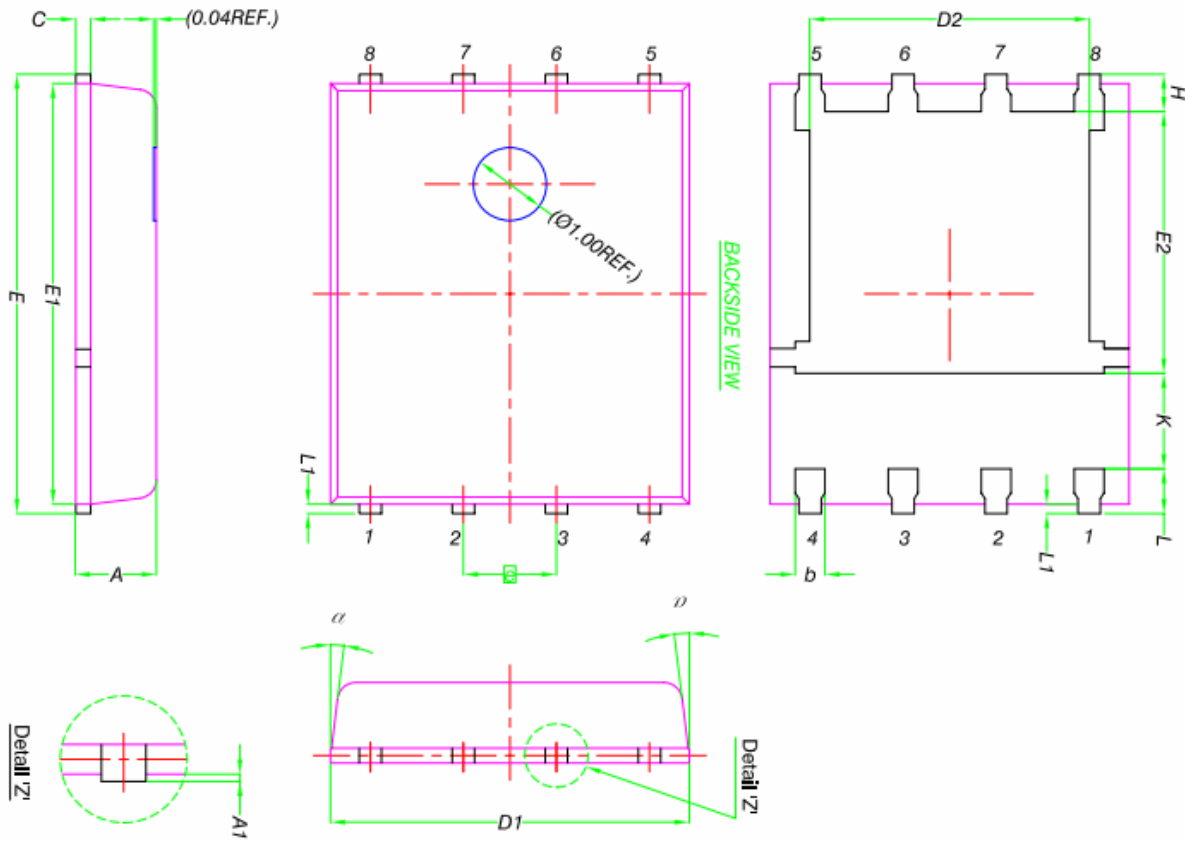 C
(0.04REF.)
E
E1
A
8 7 6 5
(Ø1.00REF.)
L1
1 2 3 4
e
BACKSIDE VIEW
D2
5 6 7 8
H
E2
K
L
L1
4 3 2 1
b
α
D1
Detail 'Z'
Detail 'Z'
A1